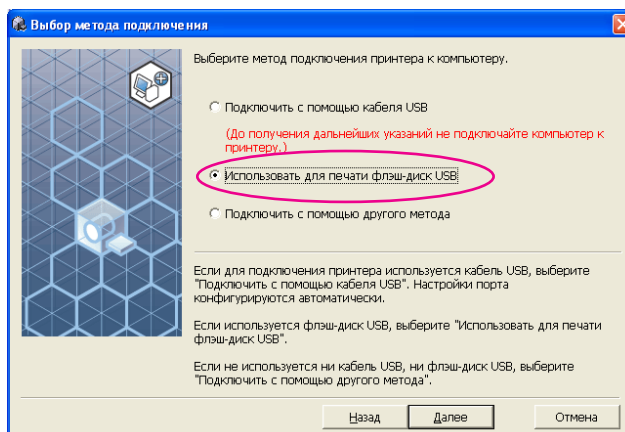 Выбор метода подключения
Выберите метод подключения принтера к компьютеру.
Подключить с помощью кабеля USB
(До получения дальнейших указаний не подключайте компьютер к
принтеру.)
Использовать для печати флэш-диск USB
Подключить с помощью другого метода
Если для подключения принтера используется кабель USB, выберите
"Подключить с помощью кабеля USB". Настройки порта
конфигурируются автоматически.
Если используется флэш-диск USB, выберите "Использовать для печати
флэш-диск USB".
Если не используется ни кабель USB, ни флэш-диск USB, выберите
"Подключить с помощью другого метода".
Назад
Далее
Отмена